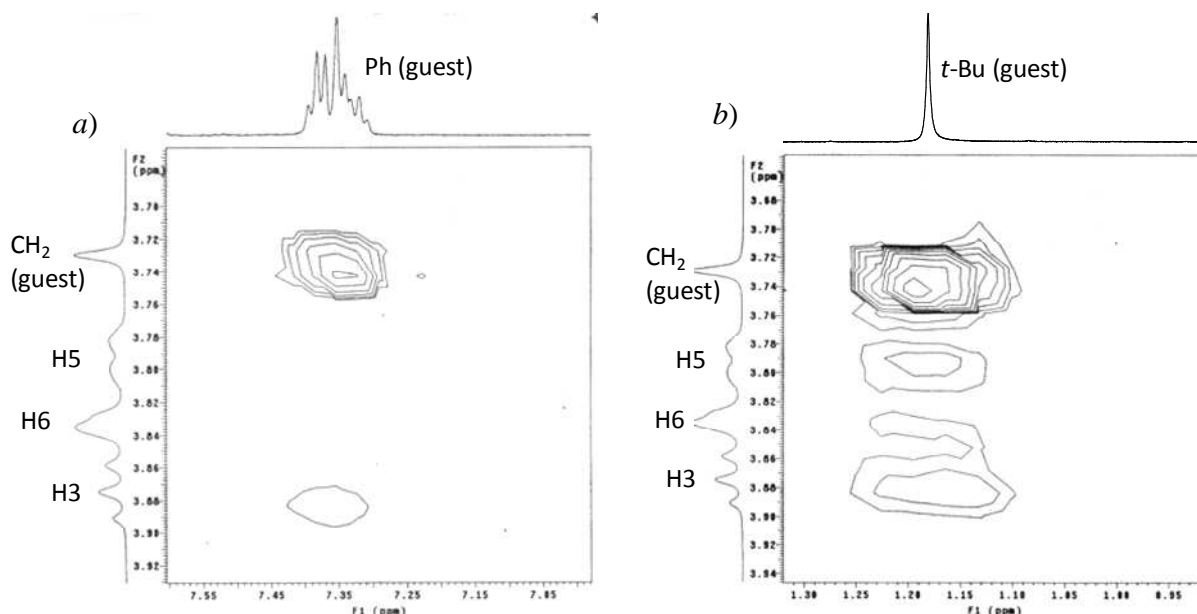 Ph (guest)
a)
F2
(ppm)
3.70
3.72
3.74
3.76
3.78
3.80
3.82
3.84
3.86
3.88
3.90
3.92
CH2
(guest)
H5
H6
H3
7.55
7.45
7.35
7.25
7.15
7.05
F1 (ppm)
t-Bu (guest)
b)
F2
(ppm)
3.68
3.70
3.72
3.74
3.76
3.78
3.80
3.82
3.84
3.86
3.88
3.90
3.92
3.94
CH2
(guest)
H5
H6
H3
1.30
1.25
1.20
1.15
1.10
1.05
1.00
0.95
F1 (ppm)